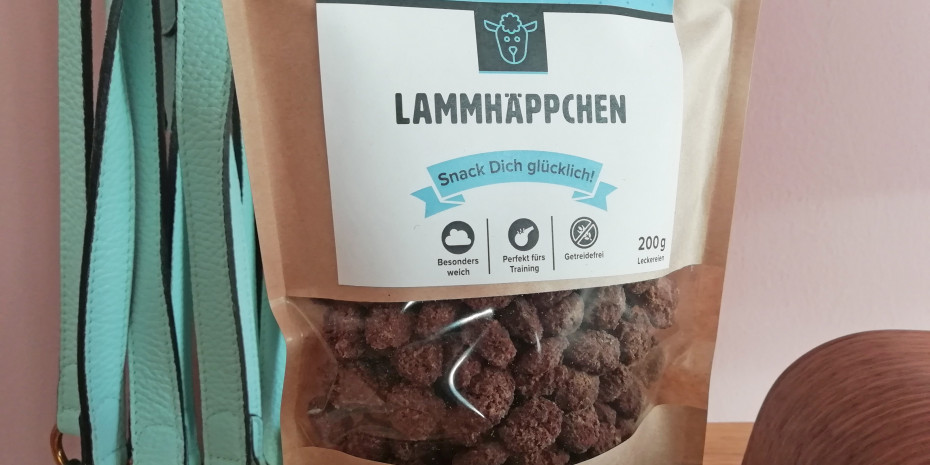 LAMMHÄPPCHEN
Snack Dich glücklich!
Besonders
weich
Perfekt fürs
Training
Getreidefrei
200g
Leckereien